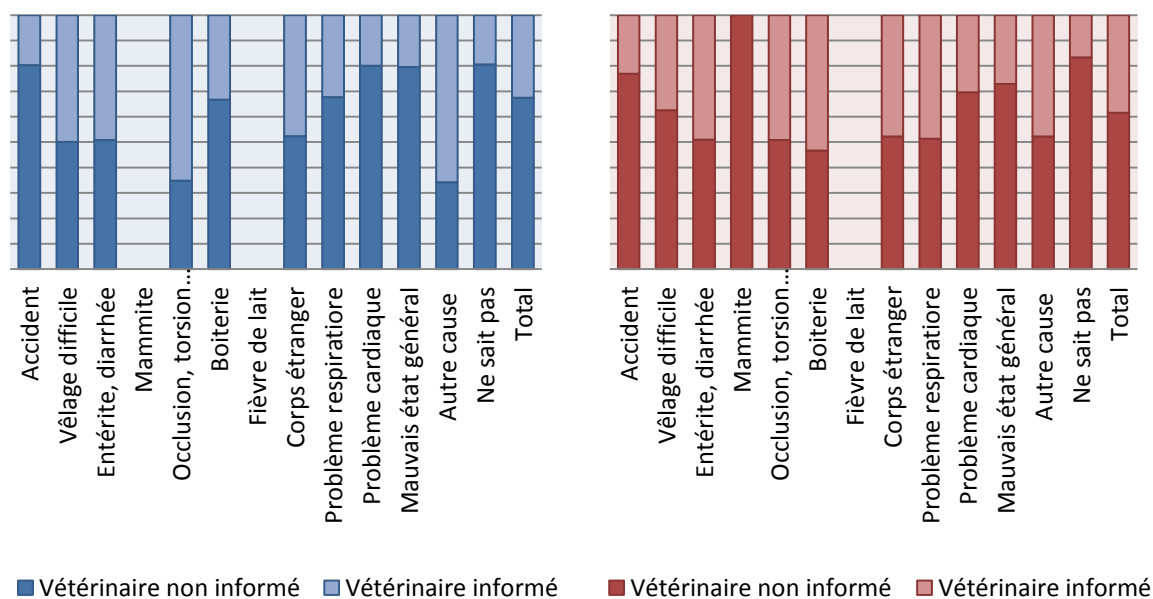 Accident
Vêlage difficile
Entérite, diarrhée
Mammite
Occlusion, torsion…
Boiterie
Fièvre de lait
Corps étranger
Problème respiratiore
Problème cardiaque
Mauvais état général
Autre cause
Ne sait pas
Total
Vétérinaire non informé
Vétérinaire informé
Accident
Vêlage difficile
Entérite, diarrhée
Mammite
Occlusion, torsion…
Boiterie
Fièvre de lait
Corps étranger
Problème respiratiore
Problème cardiaque
Mauvais état général
Autre cause
Ne sait pas
Total
Vétérinaire non informé
Vétérinaire informé